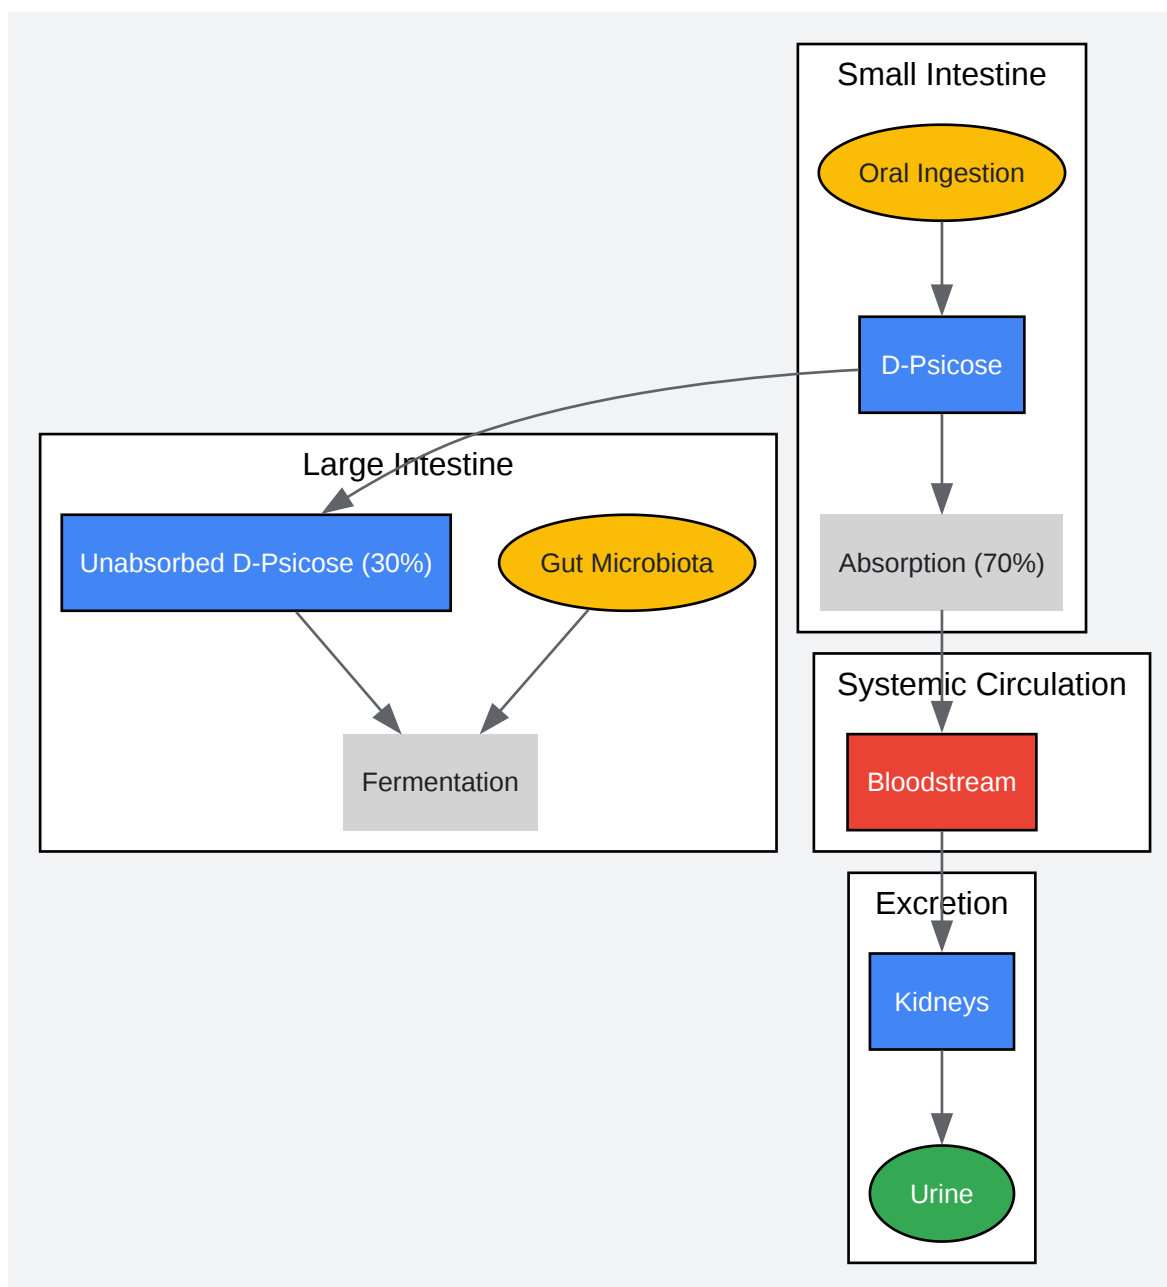 Small Intestine
Oral Ingestion
D-Psicose
Large Intestine
Unabsorbed D-Psicose (30%)
Gut Microbiota
Absorption (70%)
Systemic Circulation
Fermentation
Bloodstream
Excretion
Kidneys
Urine